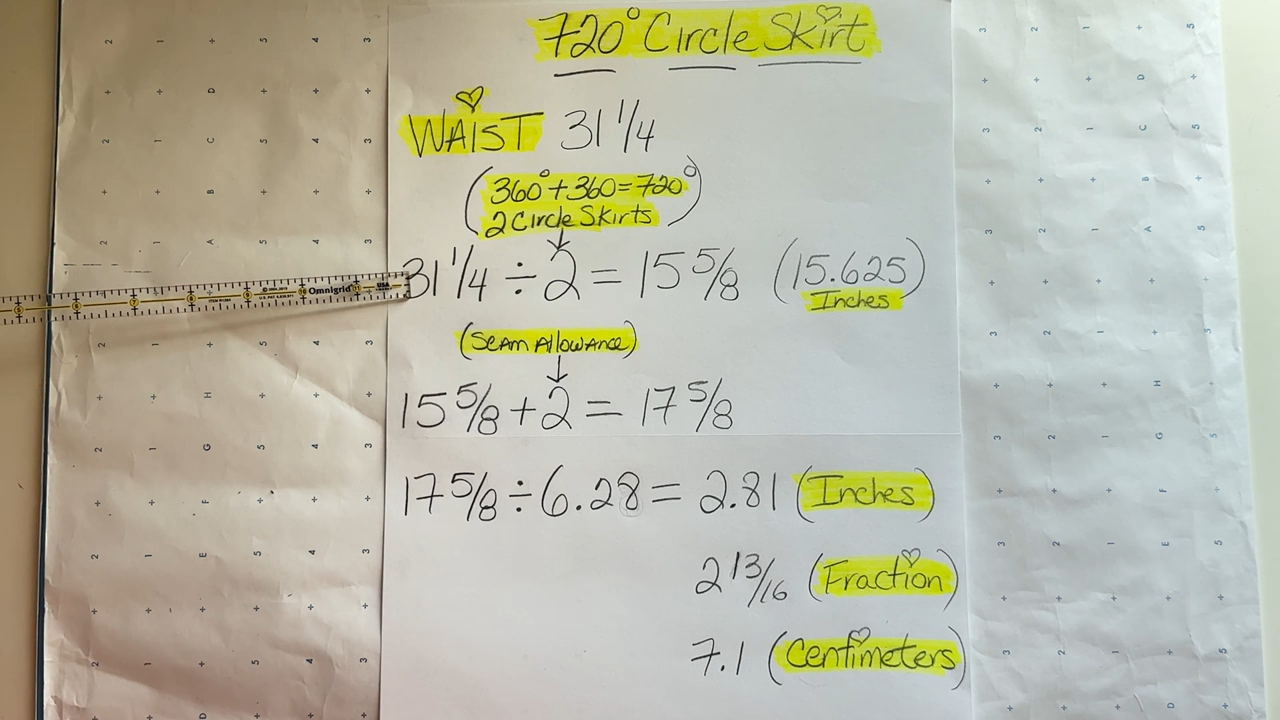 720° Circle Skirt
WAIST 31 1/4
(360°+360=720°
2 Circle Skirts)
31 1/4 ÷ 2 = 15 5/8 (15.625)
Inches
Omnigrid
USA
(Seam Allowance)
15 5/8 + 2 = 17 5/8
17 5/8 ÷ 6.28 = 2.81 (Inches)
2 13/16 (Fraction)
7.1 (Centimeters)